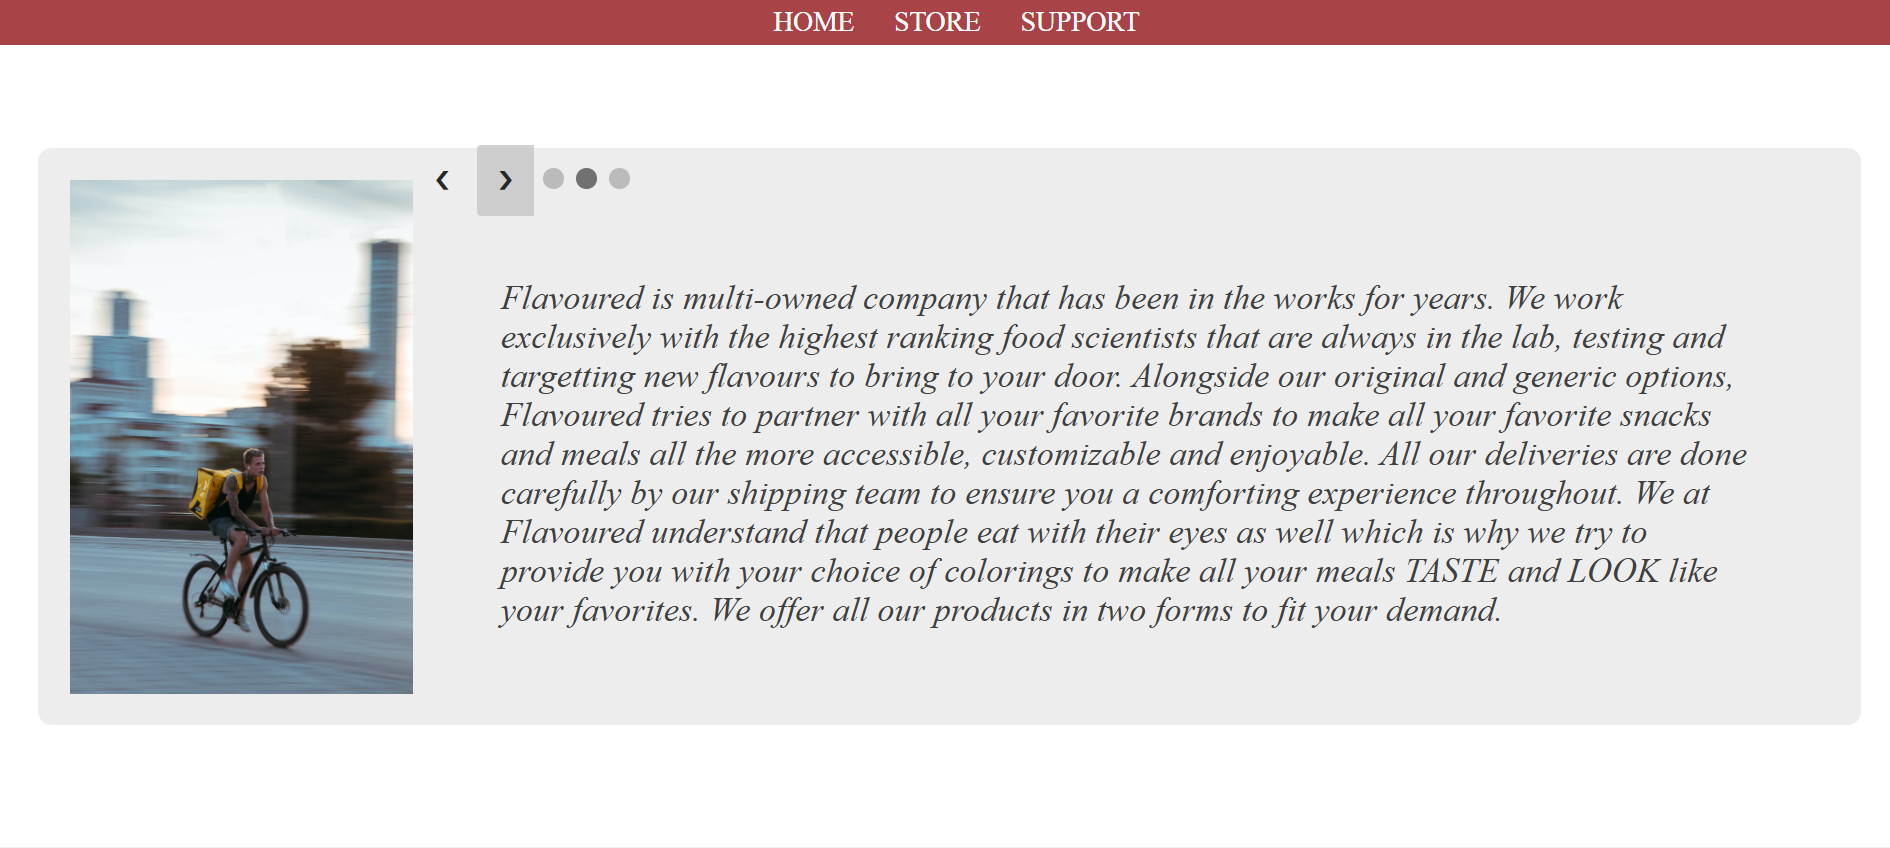 HOME STORE SUPPORT
❮ ❯
Flavoured is multi-owned company that has been in the works for years. We work
exclusively with the highest ranking food scientists that are always in the lab, testing and
targetting new flavours to bring to your door. Alongside our original and generic options,
Flavoured tries to partner with all your favorite brands to make all your favorite snacks
and meals all the more accessible, customizable and enjoyable. All our deliveries are done
carefully by our shipping team to ensure you a comforting experience throughout. We at
Flavoured understand that people eat with their eyes as well which is why we try to
provide you with your choice of colorings to make all your meals TASTE and LOOK like
your favorites. We offer all our products in two forms to fit your demand.